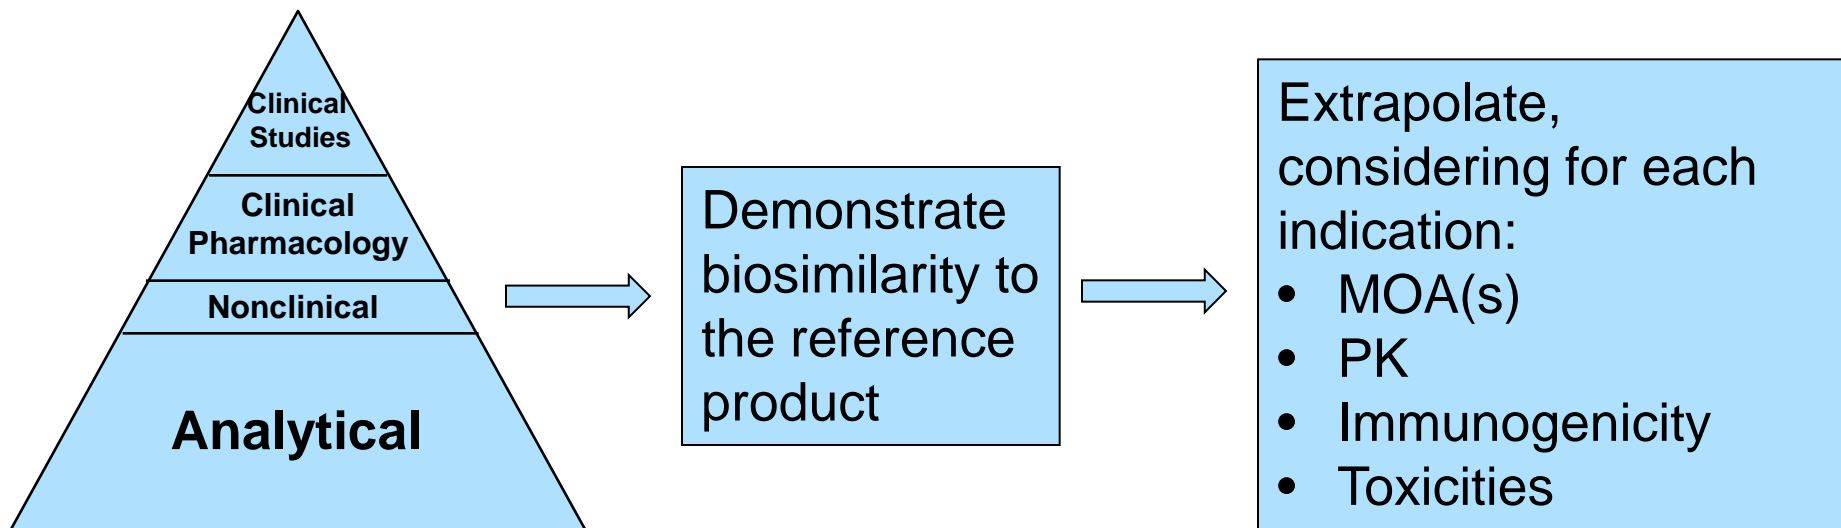 Clinical
Studies
Clinical
Pharmacology
Nonclinical
Analytical
Demonstrate
biosimilarity to
the reference
product
Extrapolate,
considering for each
indication:
• MOA(s)
• PK
• Immunogenicity
• Toxicities